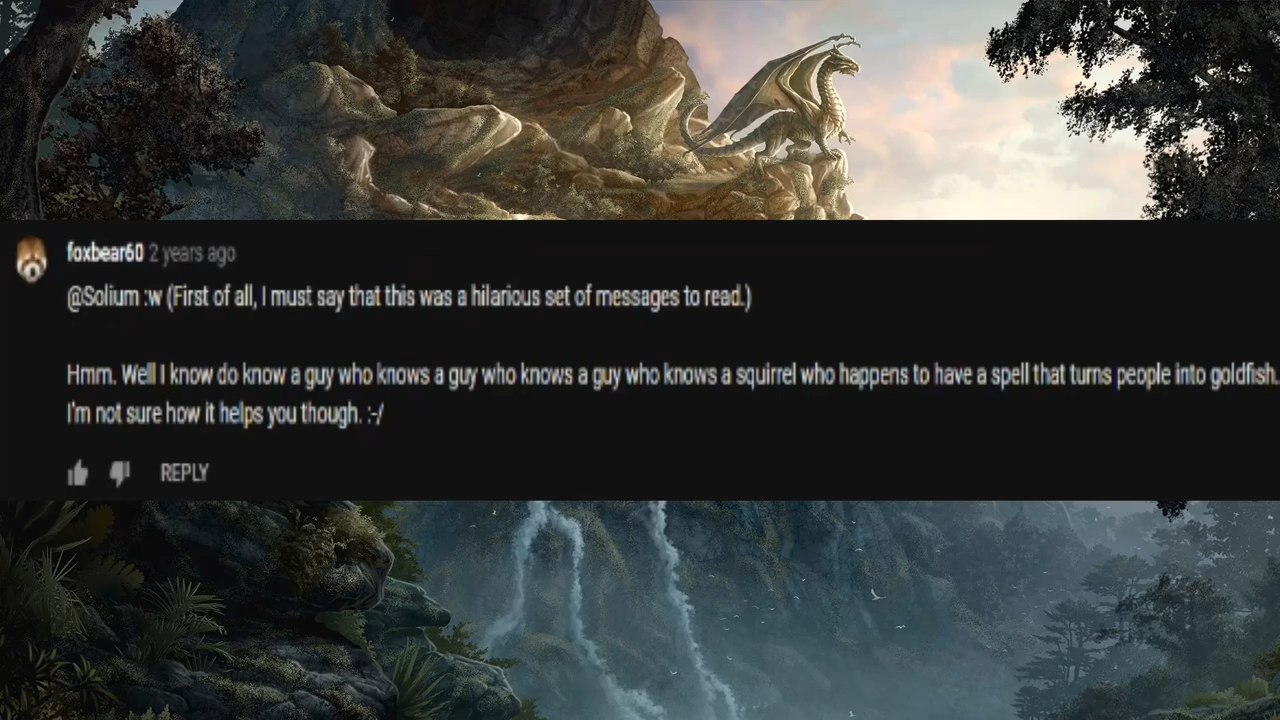 foxbear60 2 years ago
@Solium :w (First of all, I must say that this was a hilarious set of messages to read.)
Hmm. Well I know do know a guy who knows a guy who knows a guy who knows a squirrel who happens to have a spell that turns people into goldfish.
I'm not sure how it helps you though. :-/
REPLY